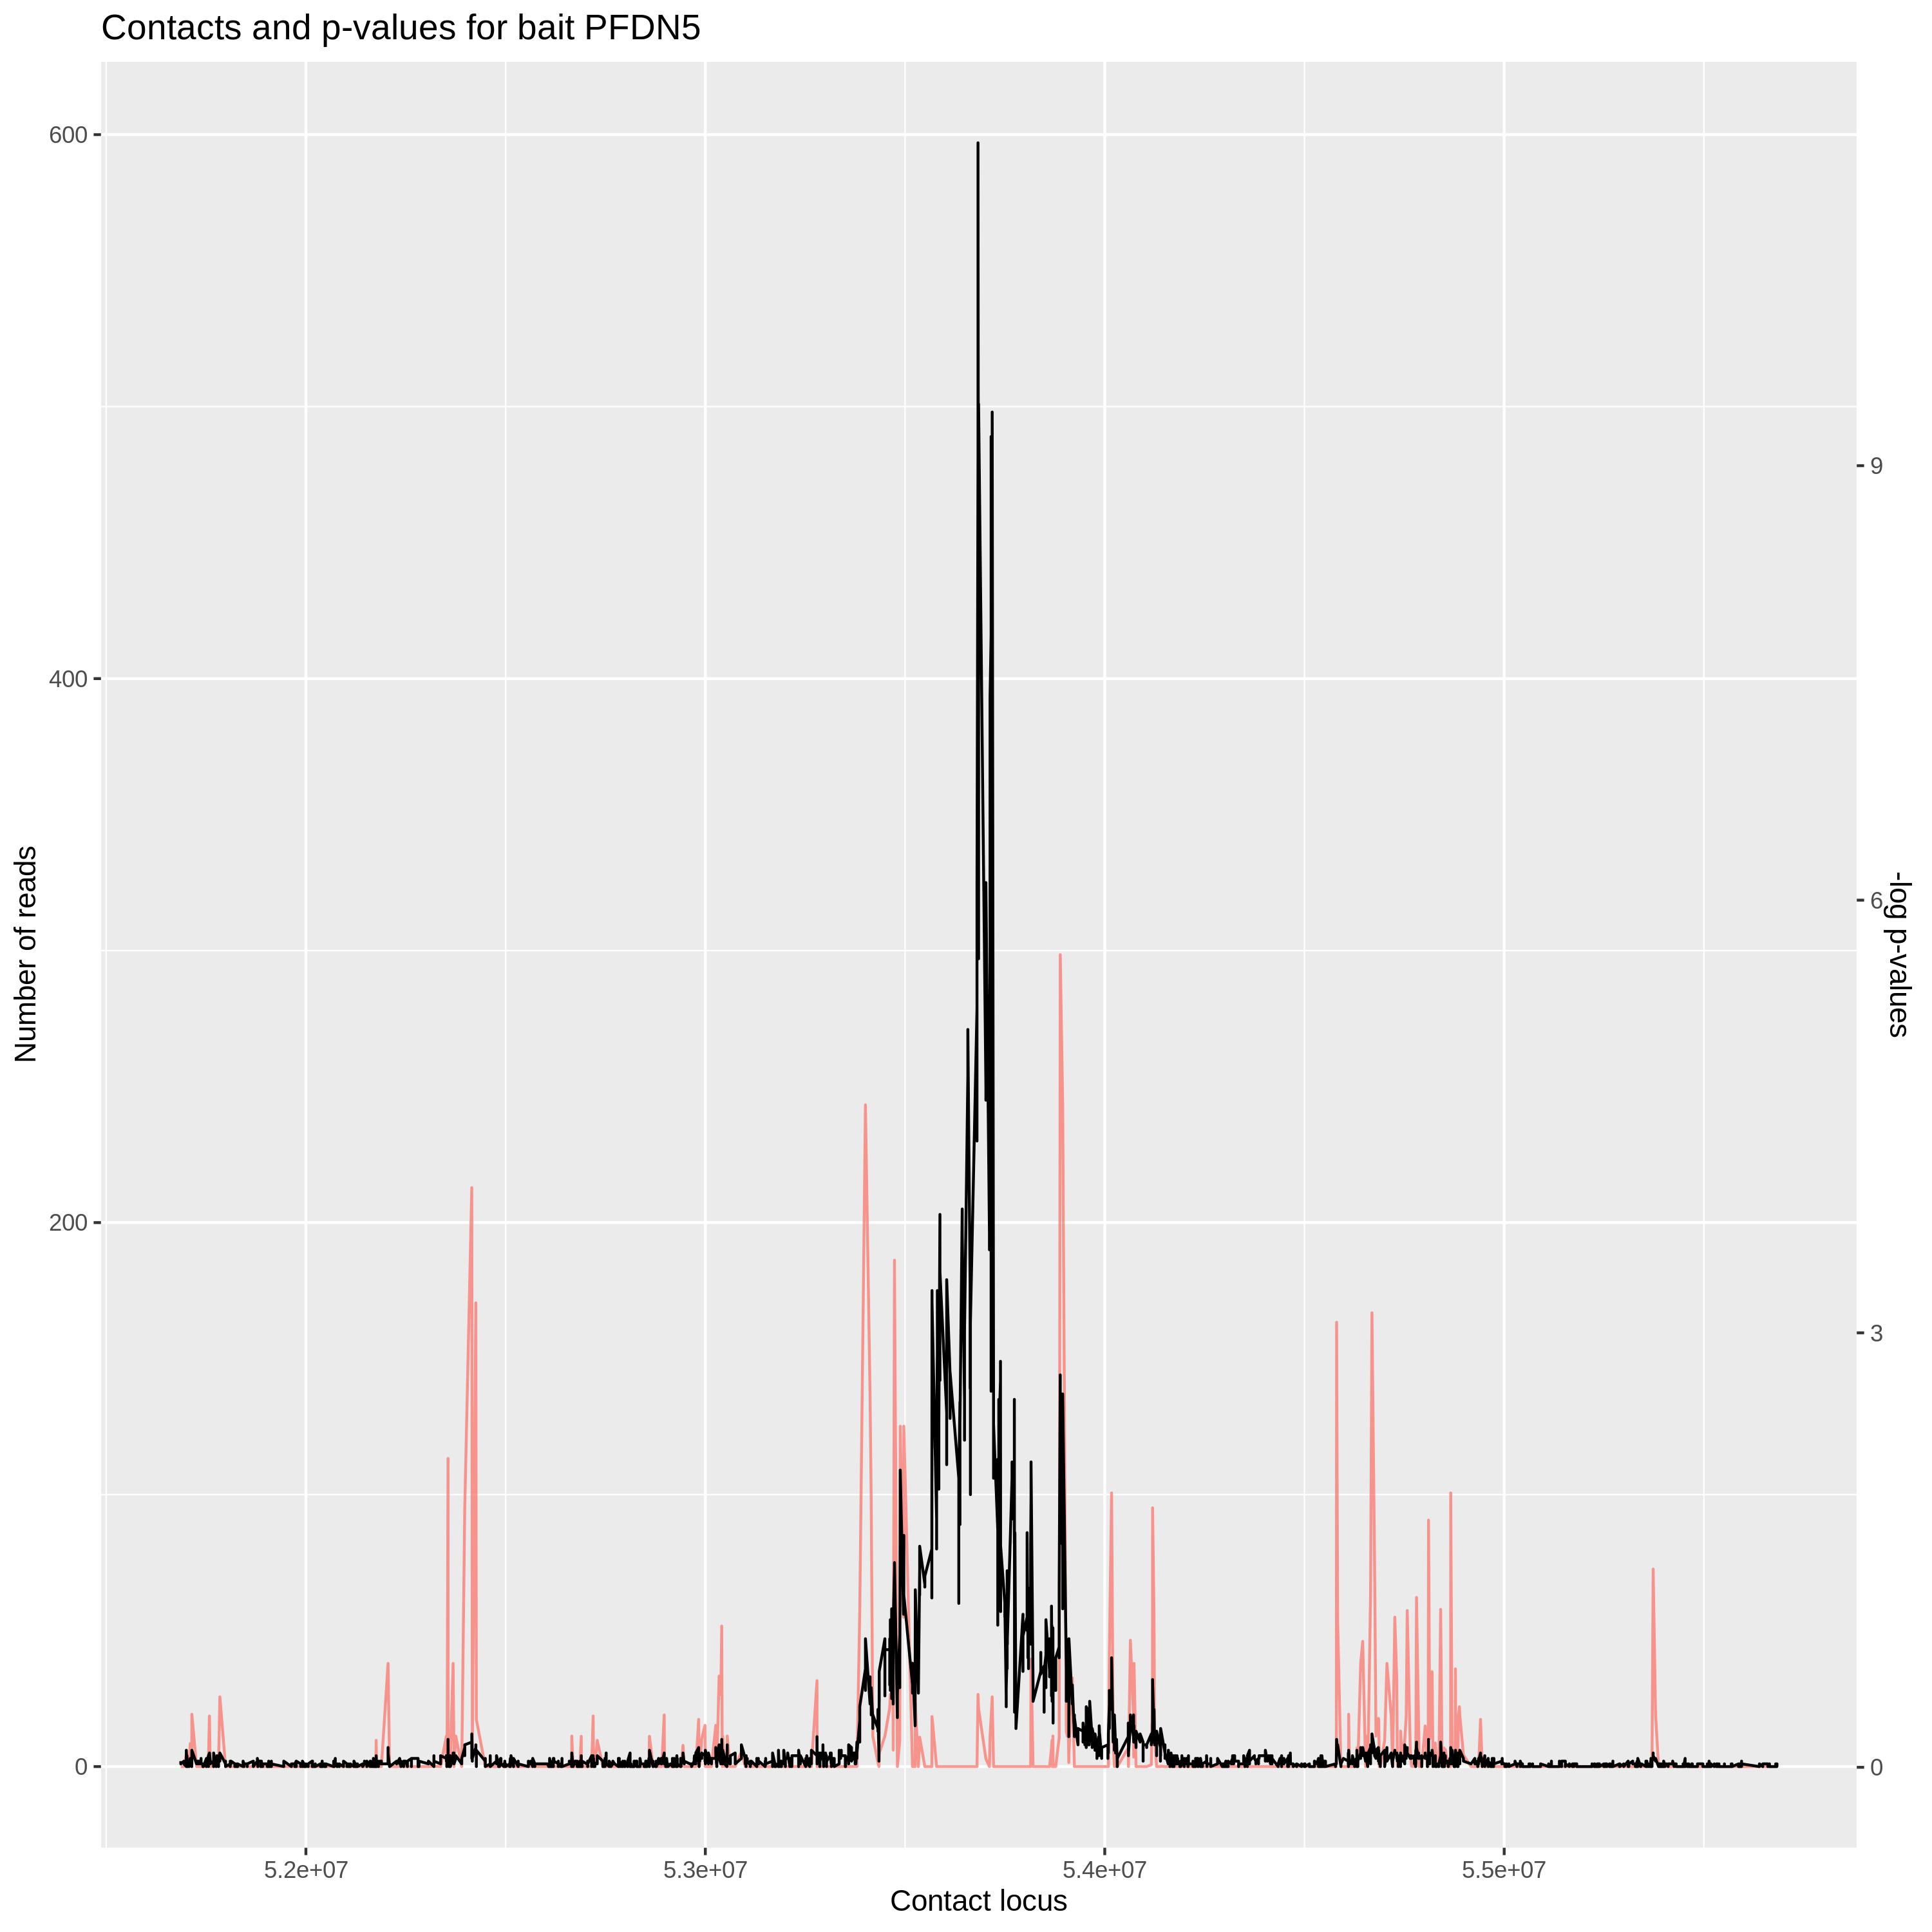 Contacts and p-values for bait PFDN5
600
400
200
0
Number of reads
9
6
3
0
-log p-values
5.2e+07
5.3e+07
5.4e+07
5.5e+07
Contact locus